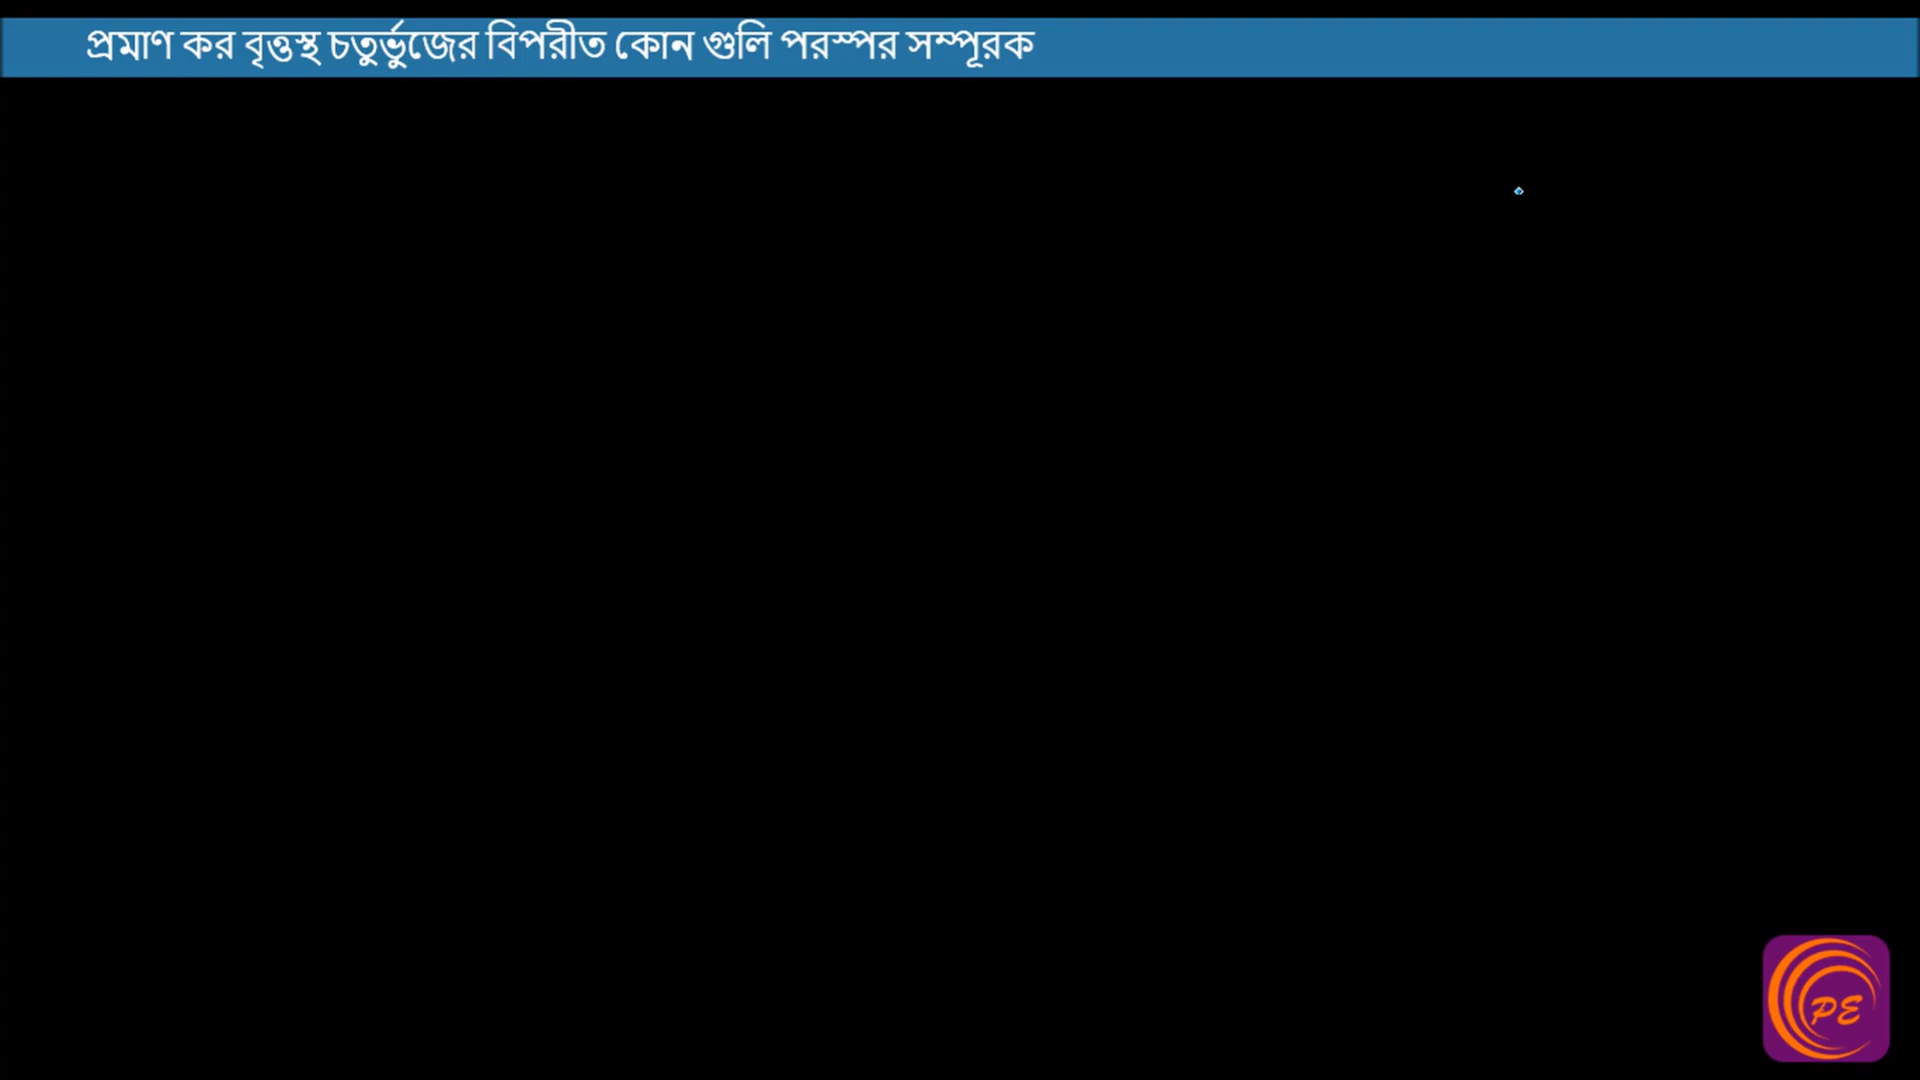 প্রমাণ কর বৃত্তস্থ চতুর্ভুজের বিপরীত কোন গুলি পরস্পর সম্পূরক
PE